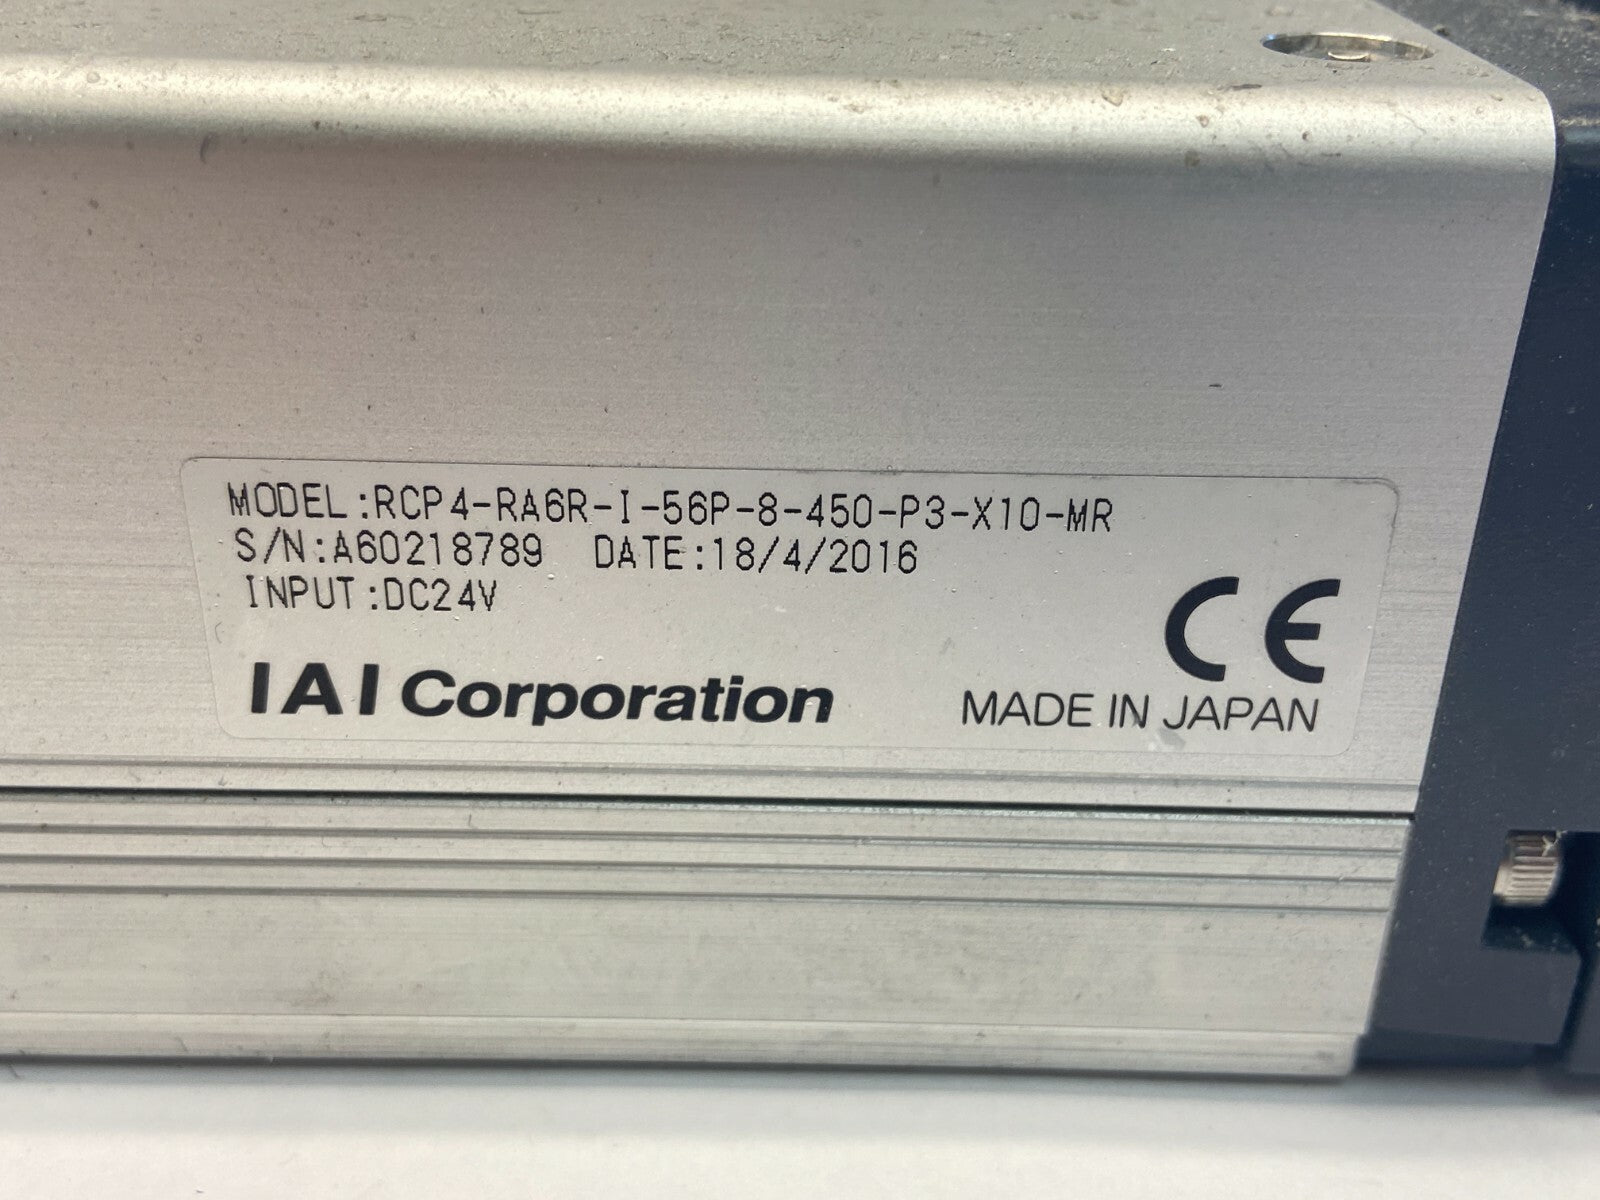 MODEL:RCP4-RA6R-I-56P-8-450-P3-X10-MR
S/N:A60218789 DATE:18/4/2016
INPUT:DC24V
CE
IAI Corporation
MADE IN JAPAN